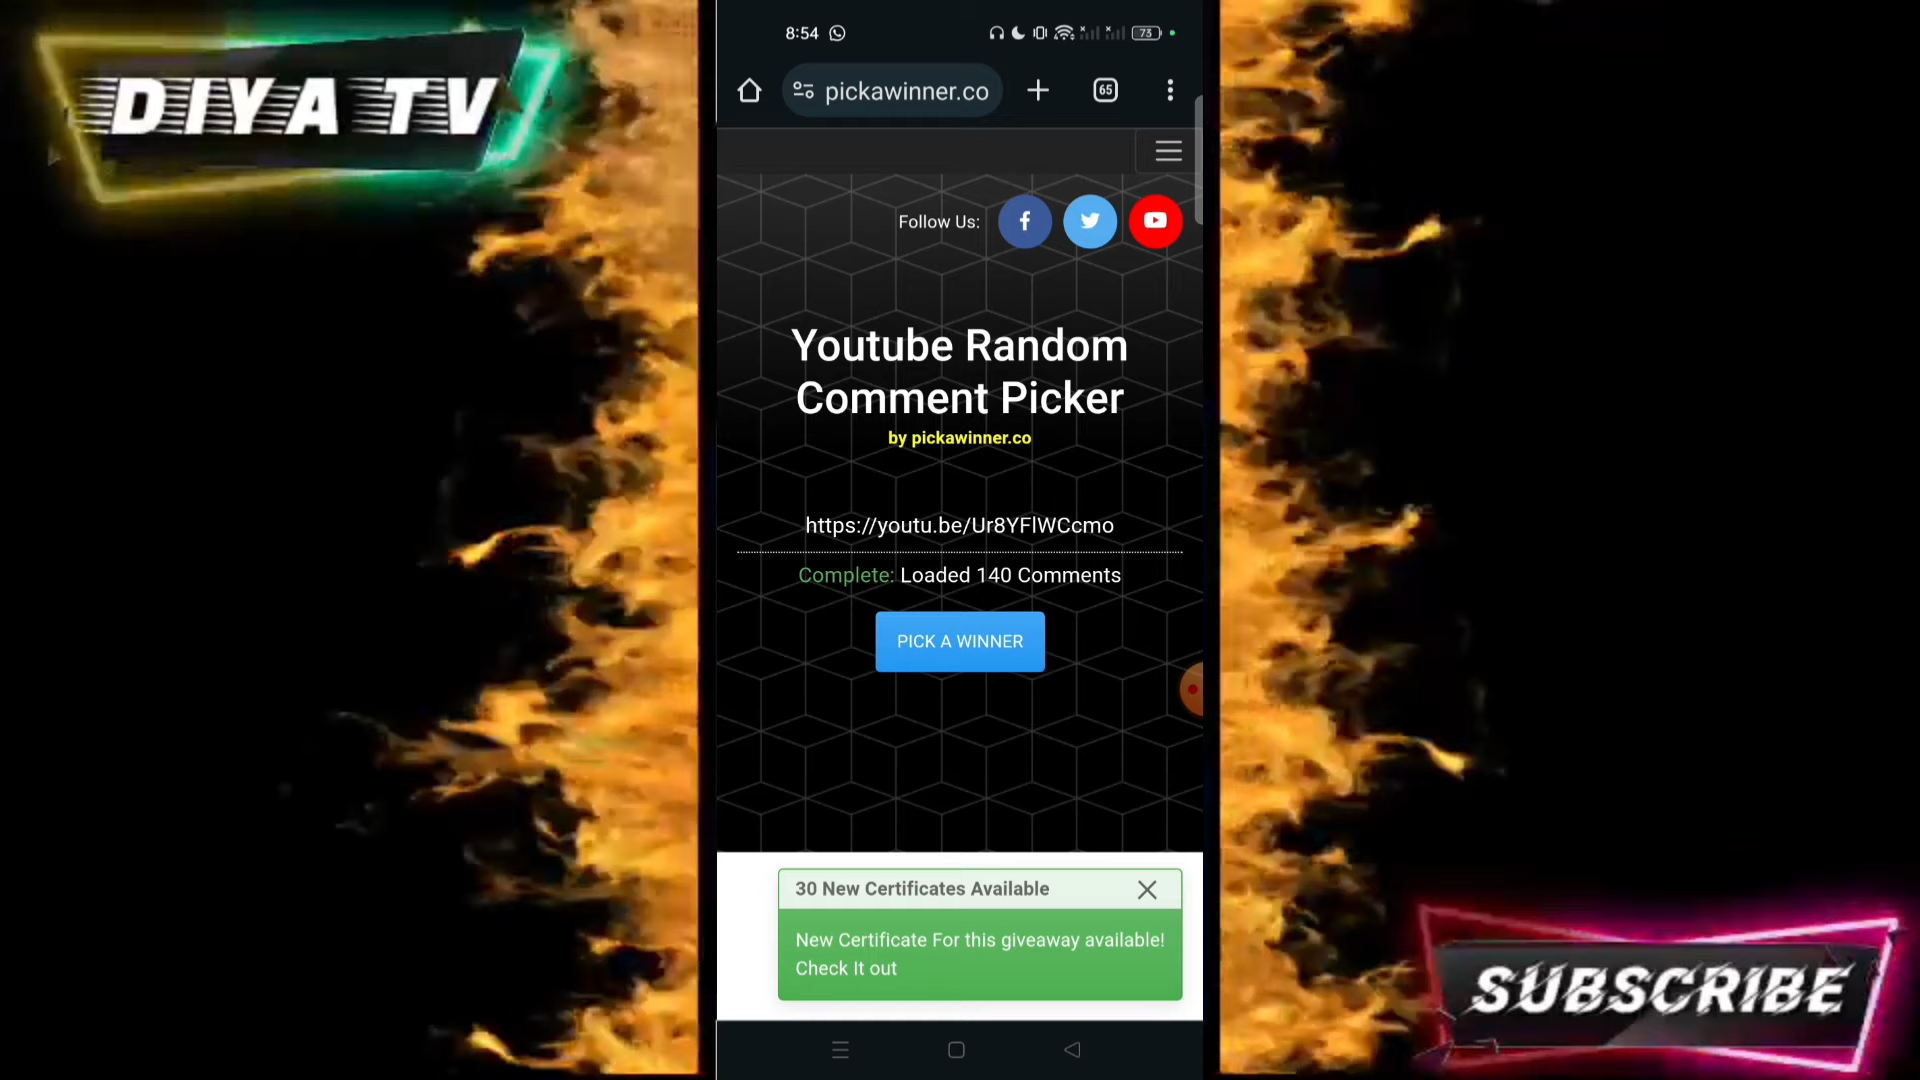 DIYA TV
8:54
73
pickawinner.co
65
Follow Us:
Youtube Random
Comment Picker
by pickawinner.co
https://youtu.be/Ur8YFlWCcmo
Complete: Loaded 140 Comments
PICK A WINNER
30 New Certificates Available
New Certificate For this giveaway available!
Check It out
SUBSCRIBE